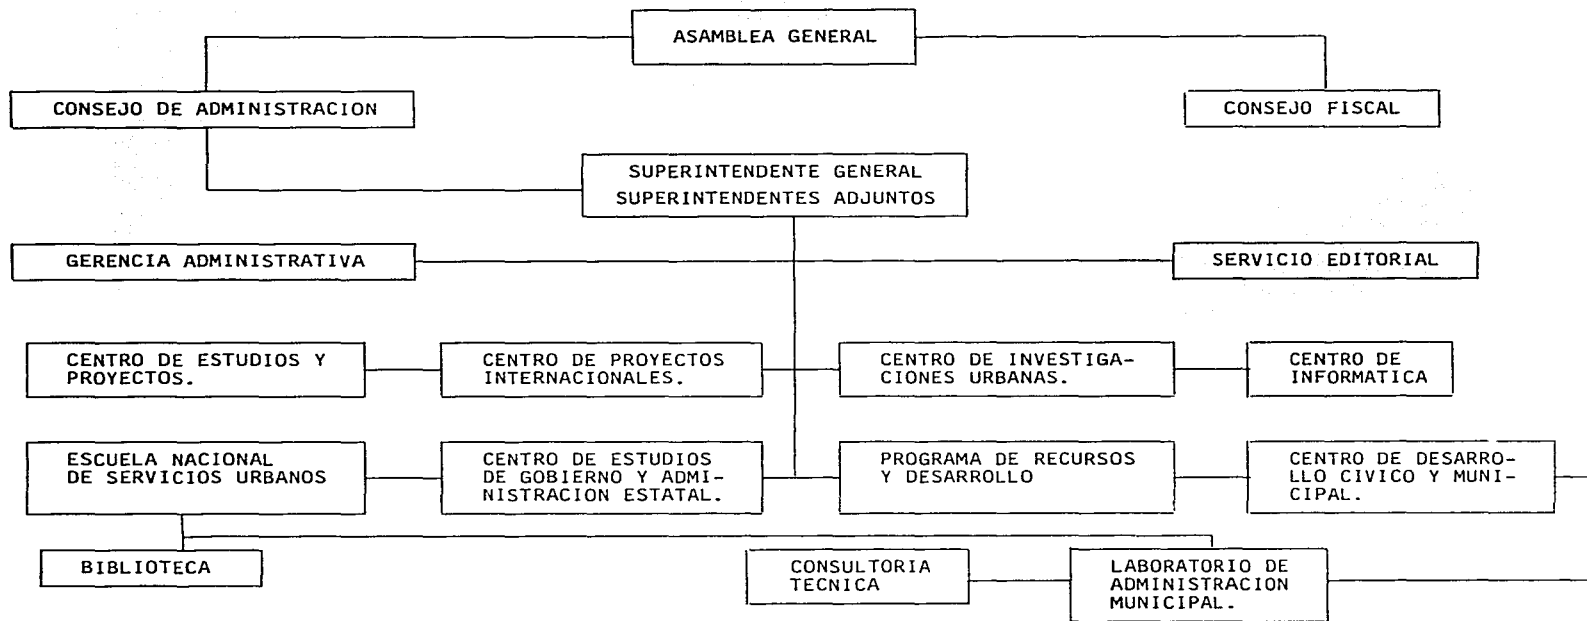 ASAMBLEA GENERAL
CONSEJO DE ADMINISTRACION
CONSEJO FISCAL
SUPERINTENDENTE GENERAL
SUPERINTENDENTES ADJUNTOS
GERENCIA ADMINISTRATIVA
SERVICIO EDITORIAL
CENTRO DE ESTUDIOS Y
PROYECTOS.
CENTRO DE PROYECTOS
INTERNACIONALES.
CENTRO DE INVESTIGA-
CIONES URBANAS.
CENTRO DE
INFORMATICA
ESCUELA NACIONAL
DE SERVICIOS URBANOS
CENTRO DE ESTUDIOS
DE GOBIERNO Y ADMI-
NISTRACION ESTATAL.
PROGRAMA DE RECURSOS
Y DESARROLLO
CENTRO DE DESARRO-
LLO CIVICO Y MUNI-
CIPAL.
BIBLIOTECA
CONSULTORIA
TECNICA
LABORATORIO DE
ADMINISTRACION
MUNICIPAL.